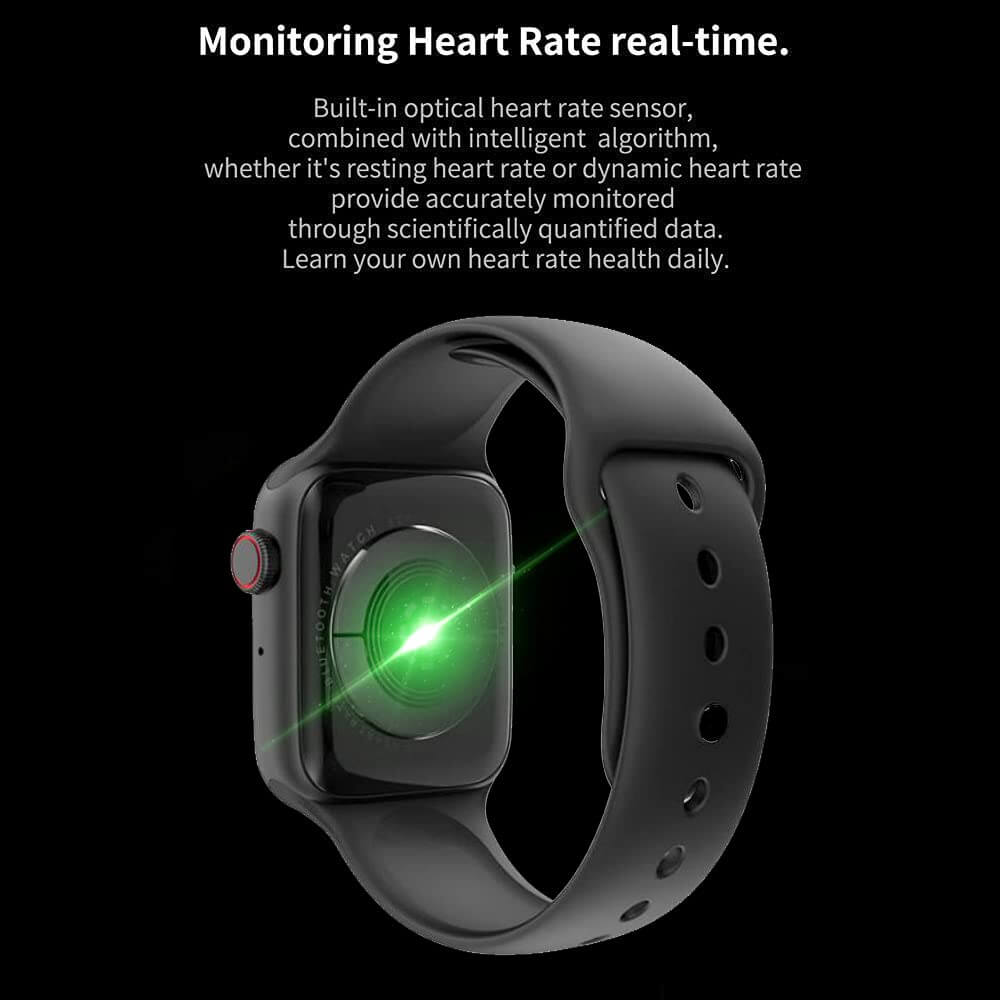 Monitoring Heart Rate real-time.
Built-in optical heart rate sensor,
combined with intelligent algorithm,
whether it's resting heart rate or dynamic heart rate
provide accurately monitored
through scientifically quantified data.
Learn your own heart rate health daily.
BLUETOOTH WATCH